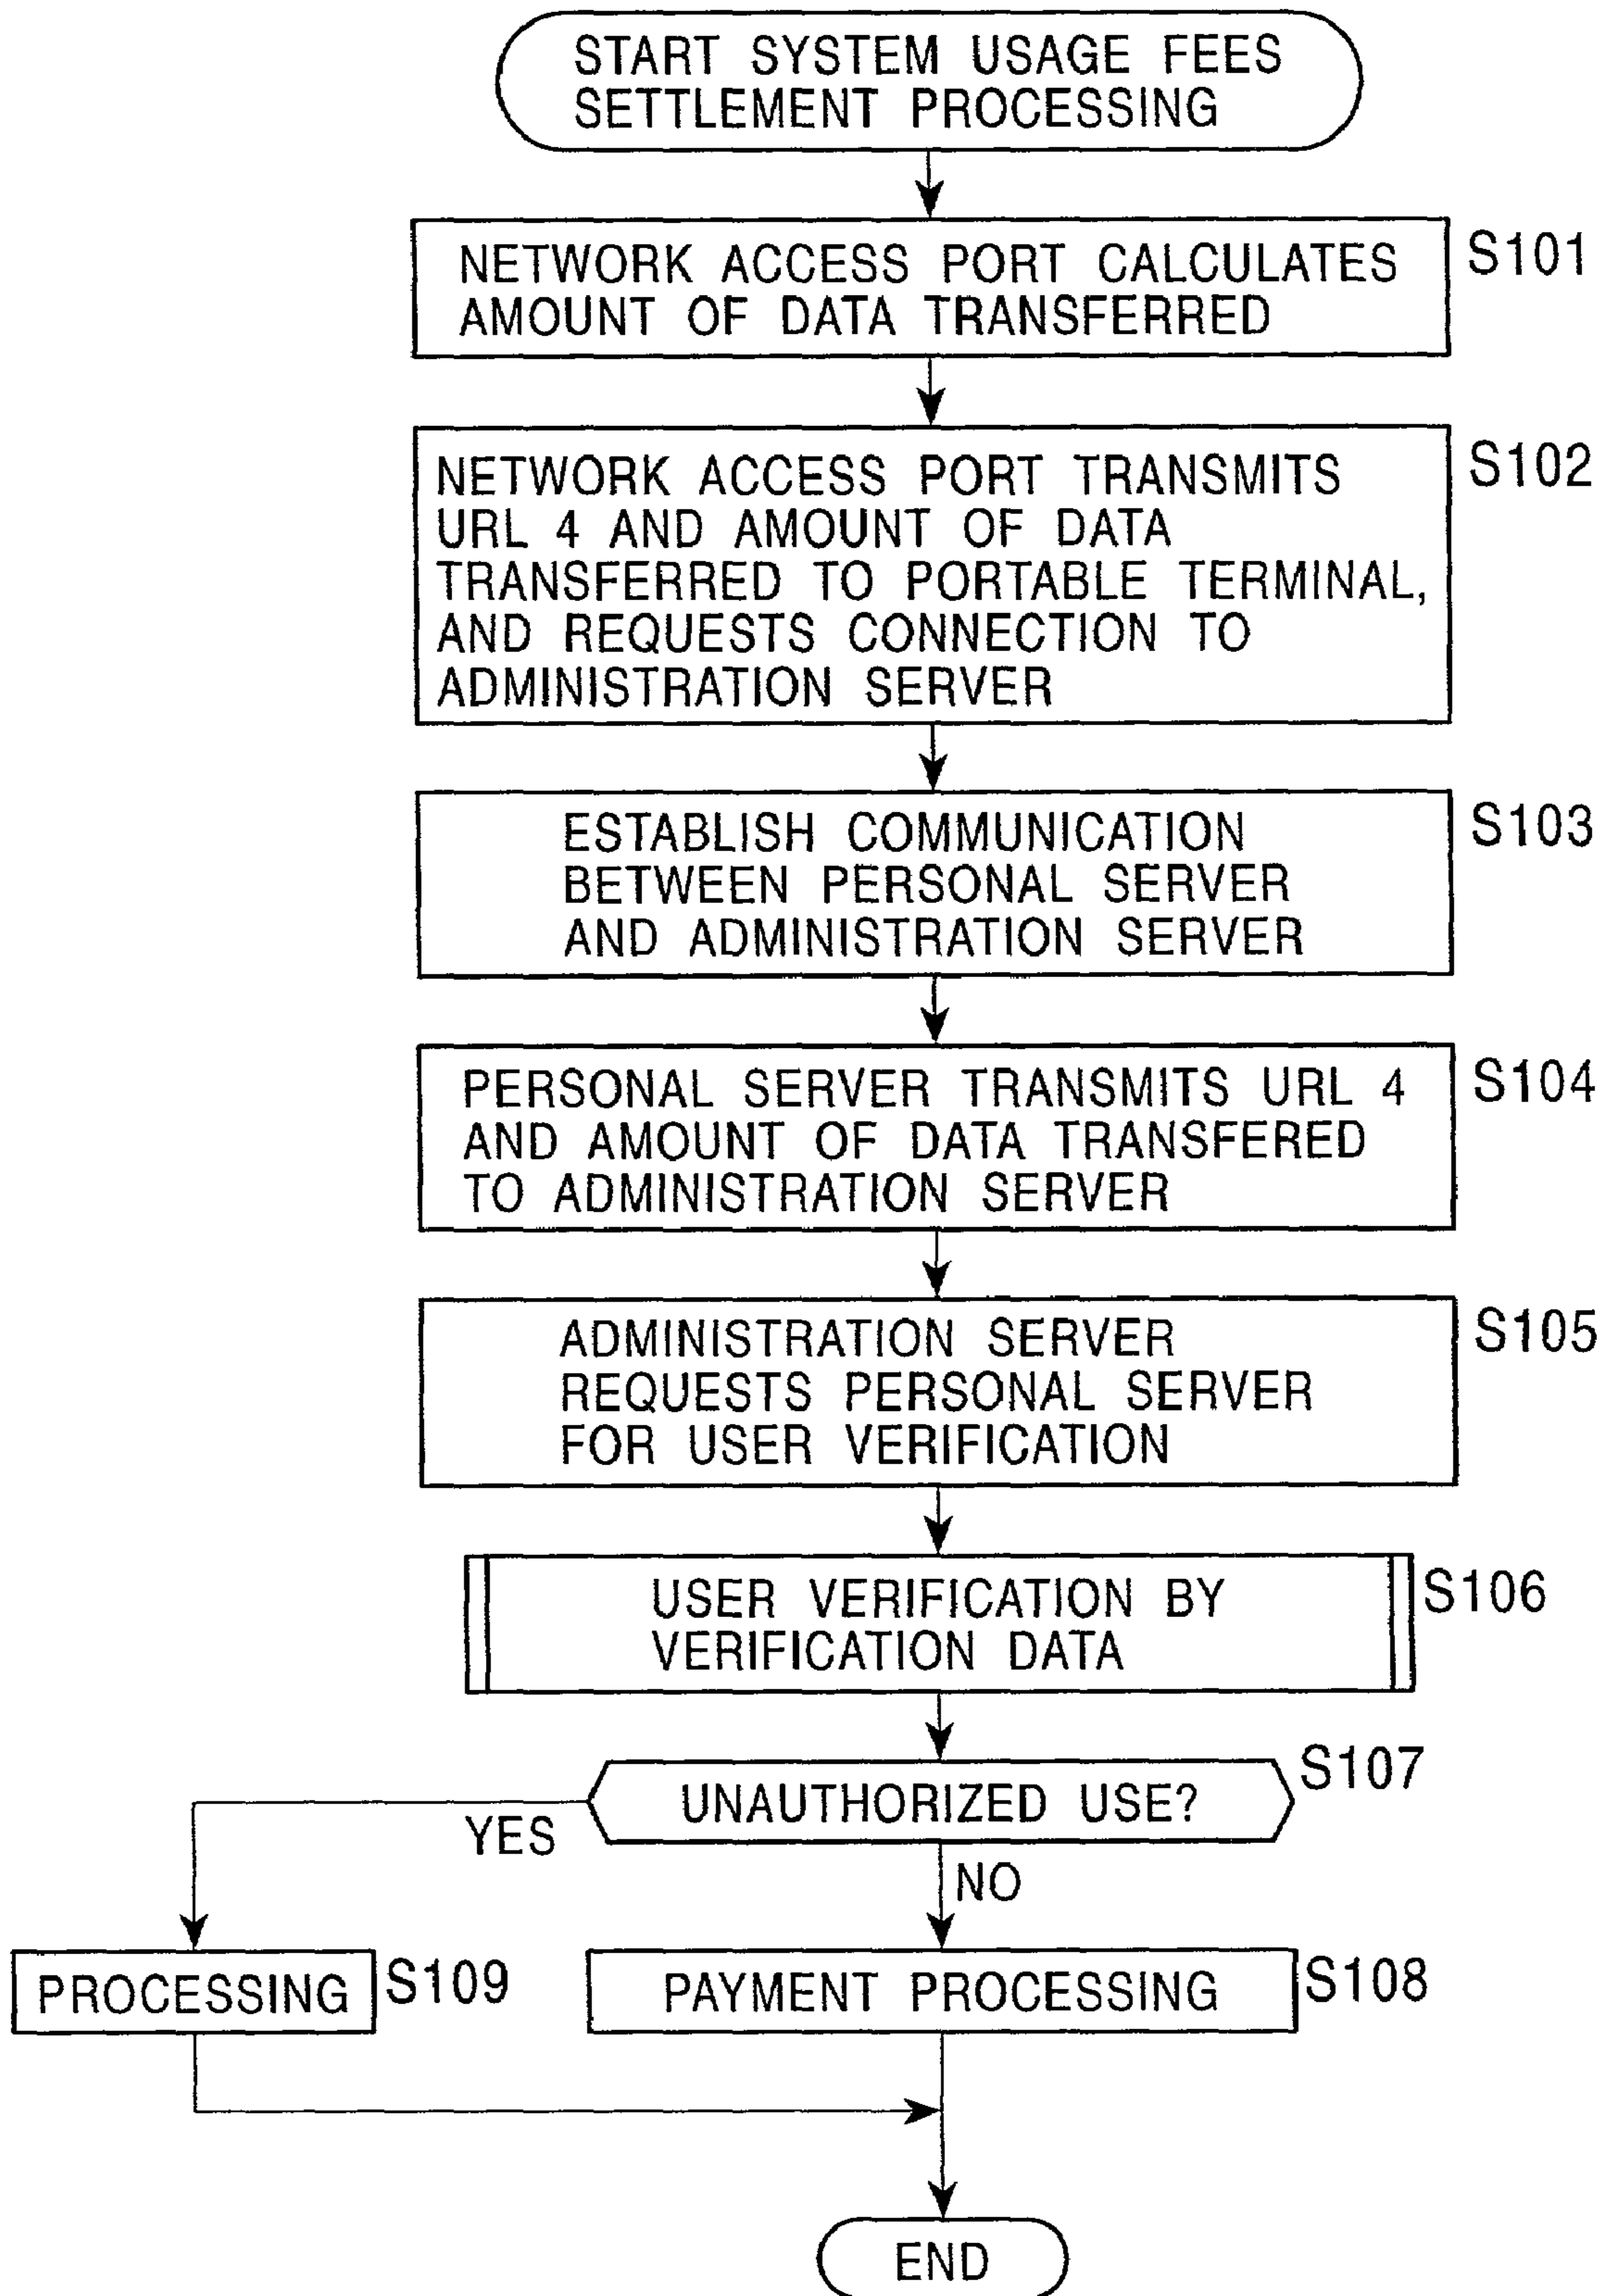 START SYSTEM USAGE FEES
SETTLEMENT PROCESSING
NETWORK ACCESS PORT CALCULATES
AMOUNT OF DATA TRANSFERRED
S101
NETWORK ACCESS PORT TRANSMITS
URL 4 AND AMOUNT OF DATA
TRANSFERRED TO PORTABLE TERMINAL,
AND REQUESTS CONNECTION TO
ADMINISTRATION SERVER
S102
ESTABLISH COMMUNICATION
BETWEEN PERSONAL SERVER
AND ADMINISTRATION SERVER
S103
PERSONAL SERVER TRANSMITS URL 4
AND AMOUNT OF DATA TRANSFERED
TO ADMINISTRATION SERVER
S104
ADMINISTRATION SERVER
REQUESTS PERSONAL SERVER
FOR USER VERIFICATION
S105
USER VERIFICATION BY
VERIFICATION DATA
S106
UNAUTHORIZED USE?
S107
YES
NO
PROCESSING
S109
PAYMENT PROCESSING
S108
END